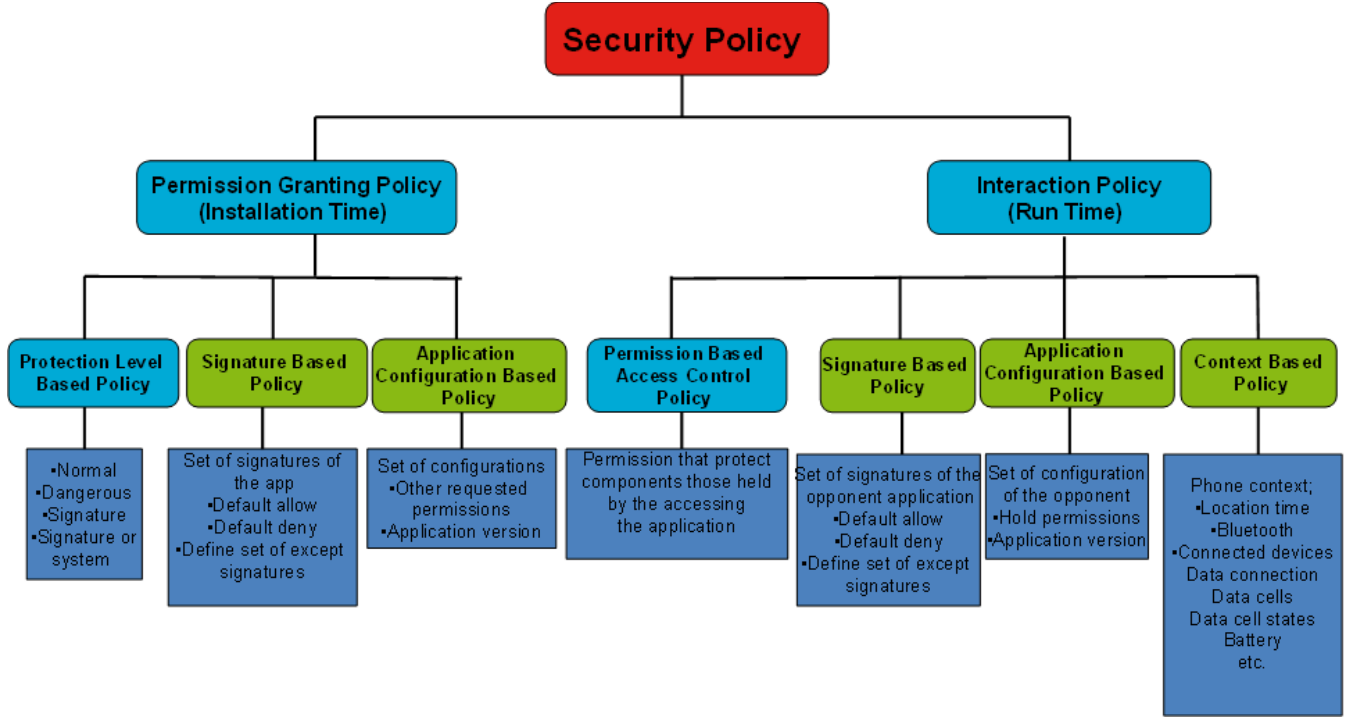 Security Policy
Permission Granting Policy
(Installation Time)
Interaction Policy
(Run Time)
Protection Level
Based Policy
Signature Based
Policy
Application
Configuration Based
Policy
Permission Based
Access Control
Policy
Signature Based
Policy
Application
Configuration Based
Policy
Context Based
Policy
▪Normal
▪Dangerous
▪Signature
▪Signature or
system
Set of signatures of
the app
▪Default allow
▪Default deny
▪Define set of except
signatures
Set of configurations
▪Other requested
permissions
▪Application version
Permission that protect
components those held
by the accessing
the application
Set of signatures of the
opponent application
▪Default allow
▪Default deny
▪Define set of except
signatures
Set of configuration
of the opponent
▪Hold permissions
▪Application version
Phone context;
▪Location time
▪Bluetooth
▪Connected devices
Data connection
Data cells
Data cell states
Battery
etc.